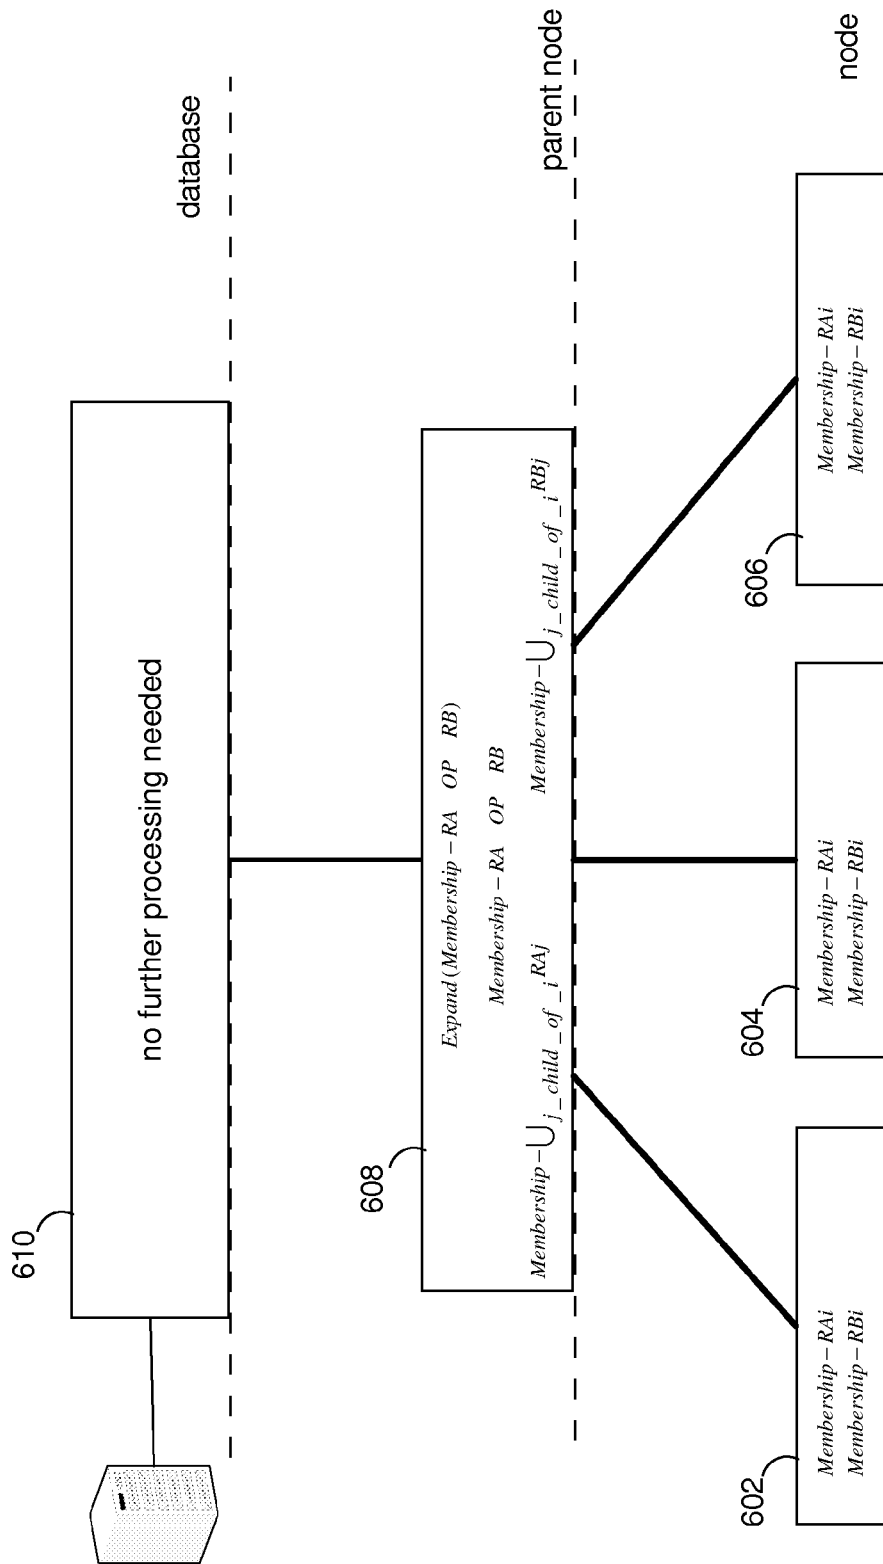 610
no further processing needed
database
608
Expand(Membership−RA OP RB)
Membership−RA OP RB
Membership−⋃j_child_of_i RAj
Membership−⋃j_child_of_i RBj
parent node
602
Membership−RAi
Membership−RBi
604
Membership−RAi
Membership−RBi
606
Membership−RAi
Membership−RBi
node